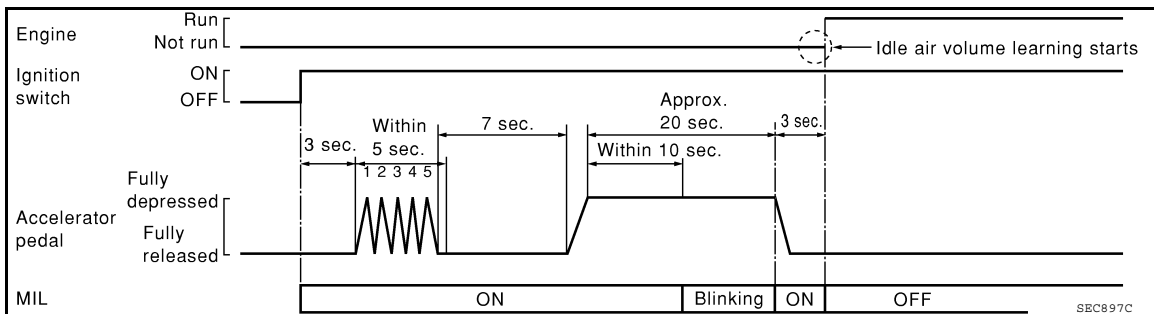 Engine
Run
Not run
Idle air volume learning starts
Ignition
switch
ON
OFF
3 sec.
Within
5 sec.
1 2 3 4 5
7 sec.
Approx.
20 sec.
Within 10 sec.
3 sec.
Accelerator
pedal
Fully
depressed
Fully
released
MIL
ON
Blinking
ON
OFF
SEC897C